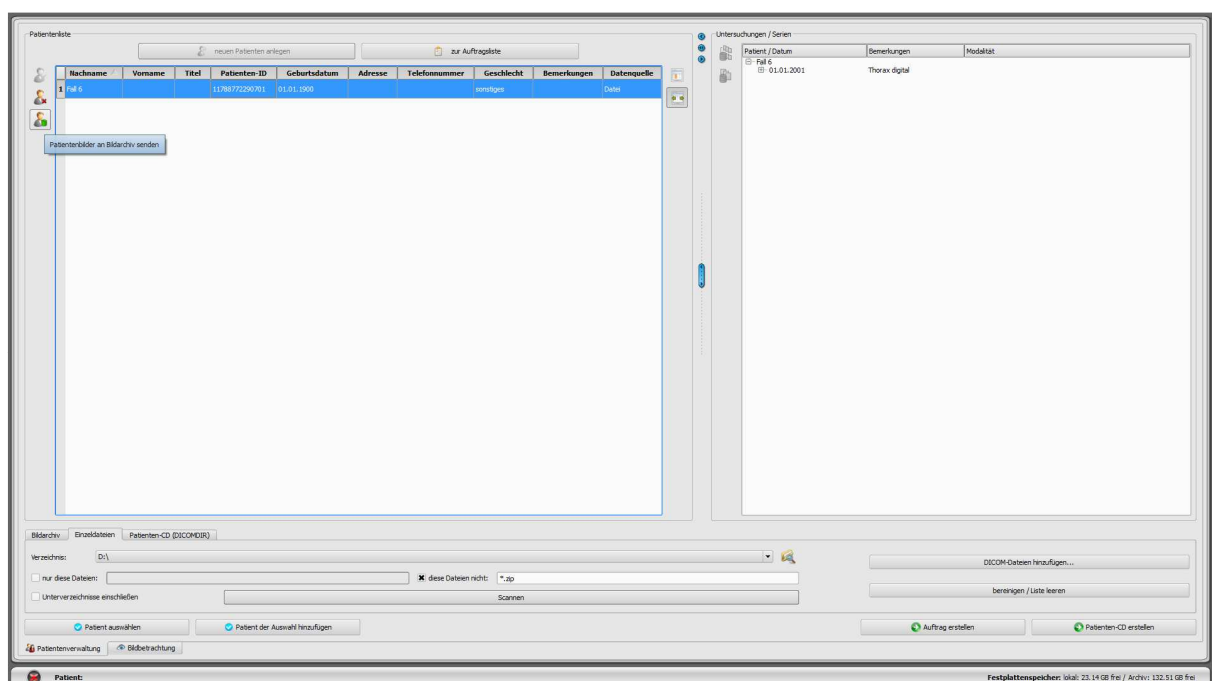 Patientenliste
neuen Patienten anlegen
zur Auftragsliste
Nachname Vorname Titel Patienten-ID Geburtsdatum Adresse Telefonnummer Geschlecht Bemerkungen Datenquelle
1 Fall 6 11788772290701 01.01.1900 sonstiges Datei
Patientenbilder an Bildarchiv senden
Untersuchungen / Serien
Patient / Datum Bemerkungen Modalität
Fall 6
01.01.2001 Thorax digital
Bildarchiv Einzeldateien Patienten-CD (DICOMDIR)
Verzeichnis: D:\
nur diese Dateien: diese Dateien nicht: *.zip
Unterverzeichnisse einschließen Scannen
DICOM-Dateien hinzufügen...
bereinigen / Liste leeren
Patient auswählen Patient der Auswahl hinzufügen Auftrag erstellen Patienten-CD erstellen
Patientenverwaltung Bildbetrachtung
Patient: Festplattenspeicher: lokal: 23.14 GB frei / Archiv: 132.51 GB frei